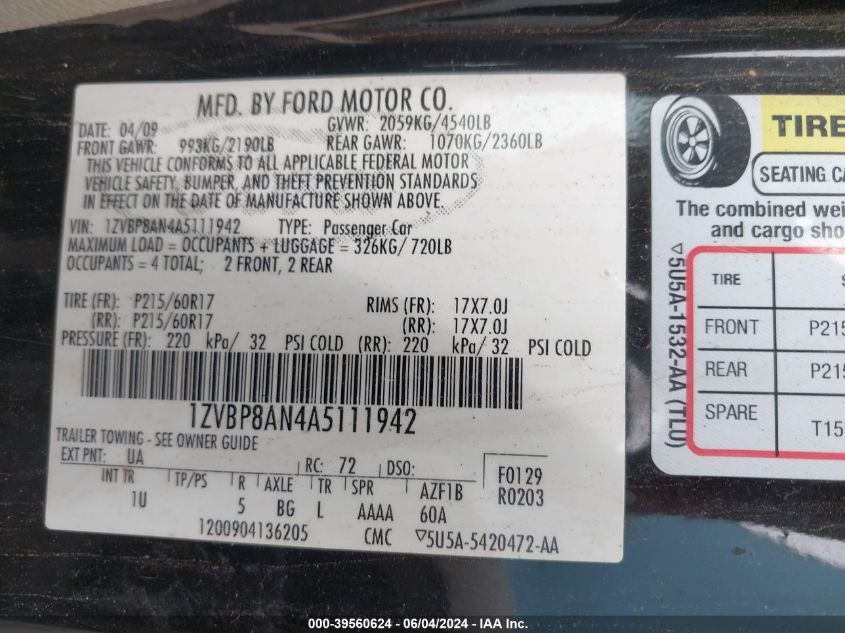 MFD. BY FORD MOTOR CO.
DATE: 04/09 GVWR: 2059KG/4540LB
FRONT GAWR: 993KG/2190LB REAR GAWR: 1070KG/2360LB
THIS VEHICLE CONFORMS TO ALL APPLICABLE FEDERAL MOTOR
VEHICLE SAFETY, BUMPER, AND THEFT PREVENTION STANDARDS
IN EFFECT ON THE DATE OF MANUFACTURE SHOWN ABOVE.
VIN: 1ZVBP8AN4A5111942 TYPE: Passenger Car
MAXIMUM LOAD = OCCUPANTS + LUGGAGE = 326KG/ 720LB
OCCUPANTS = 4 TOTAL; 2 FRONT, 2 REAR
TIRE (FR): P215/60R17 RIMS (FR): 17X7.0J
(RR): P215/60R17 (RR): 17X7.0J
PRESSURE (FR): 220 kPa/ 32 PSI COLD (RR): 220 kPa/ 32 PSI COLD
1ZVBP8AN4A5111942
TRAILER TOWING - SEE OWNER GUIDE
EXT PNT: UA RC: 72 DSO: F0129
INT TR TP/PS R AXLE TR SPR AZF1B R0203
1U 5 BG L AAAA 60A
1200904136205 CMC ▽5U5A-5420472-AA
TIRE
SEATING CA
The combined wei
and cargo sho
▽5U5A-1532-AA (TLU)
TIRE S
FRONT P215
REAR P215
SPARE T15
000-39560624 - 06/04/2024 - IAA Inc.